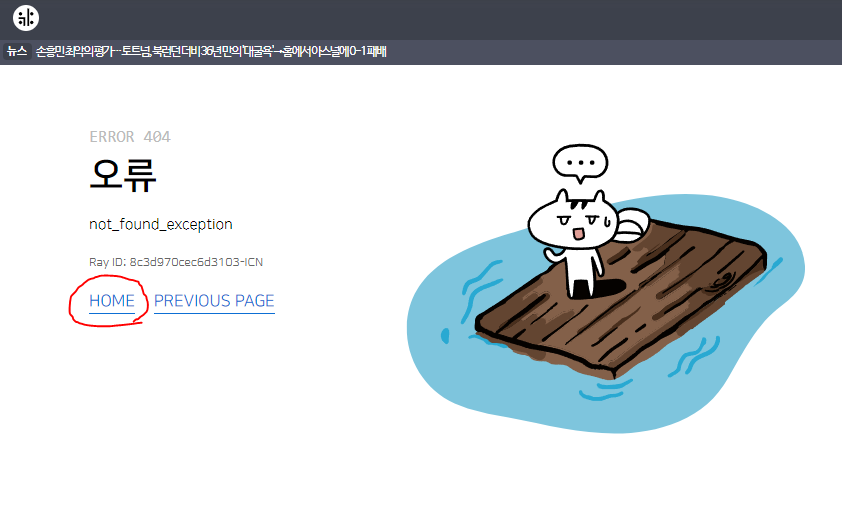 뉴스 손흥민 최악의 평가…토트넘, 북런던 더비 36년 만의 '대굴욕'→홈에서 아스널에 0-1 패배
ERROR 404
오류
not_found_exception
Ray ID: 8c3d970cec6d3103-ICN
HOME PREVIOUS PAGE